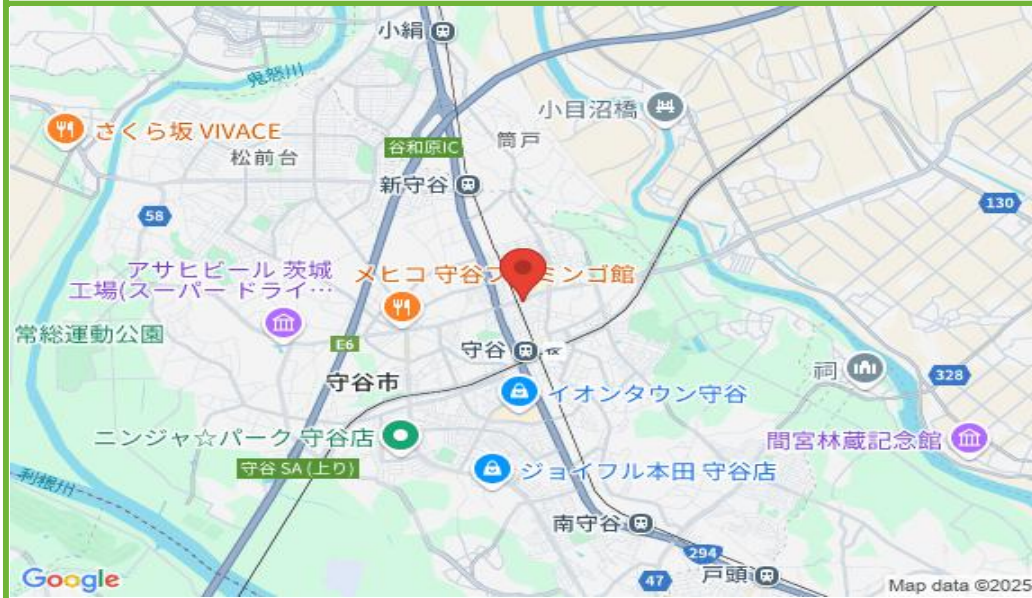 小絹
鬼怒川
小目沼橋
さくら坂 VIVACE
松前台
谷和原IC
筒戸
新守谷
130
58
アサヒビール 茨城
工場(スーパードライ…
メヒコ 守谷フラミンゴ館
常総運動公園
E6
守谷
守谷市
祠
328
イオンタウン守谷
ニンジャ☆パーク 守谷店
間宮林蔵記念館
守谷 SA (上り)
ジョイフル本田 守谷店
利根川
南守谷
294
戸頭
47
Google
Map data ©2025